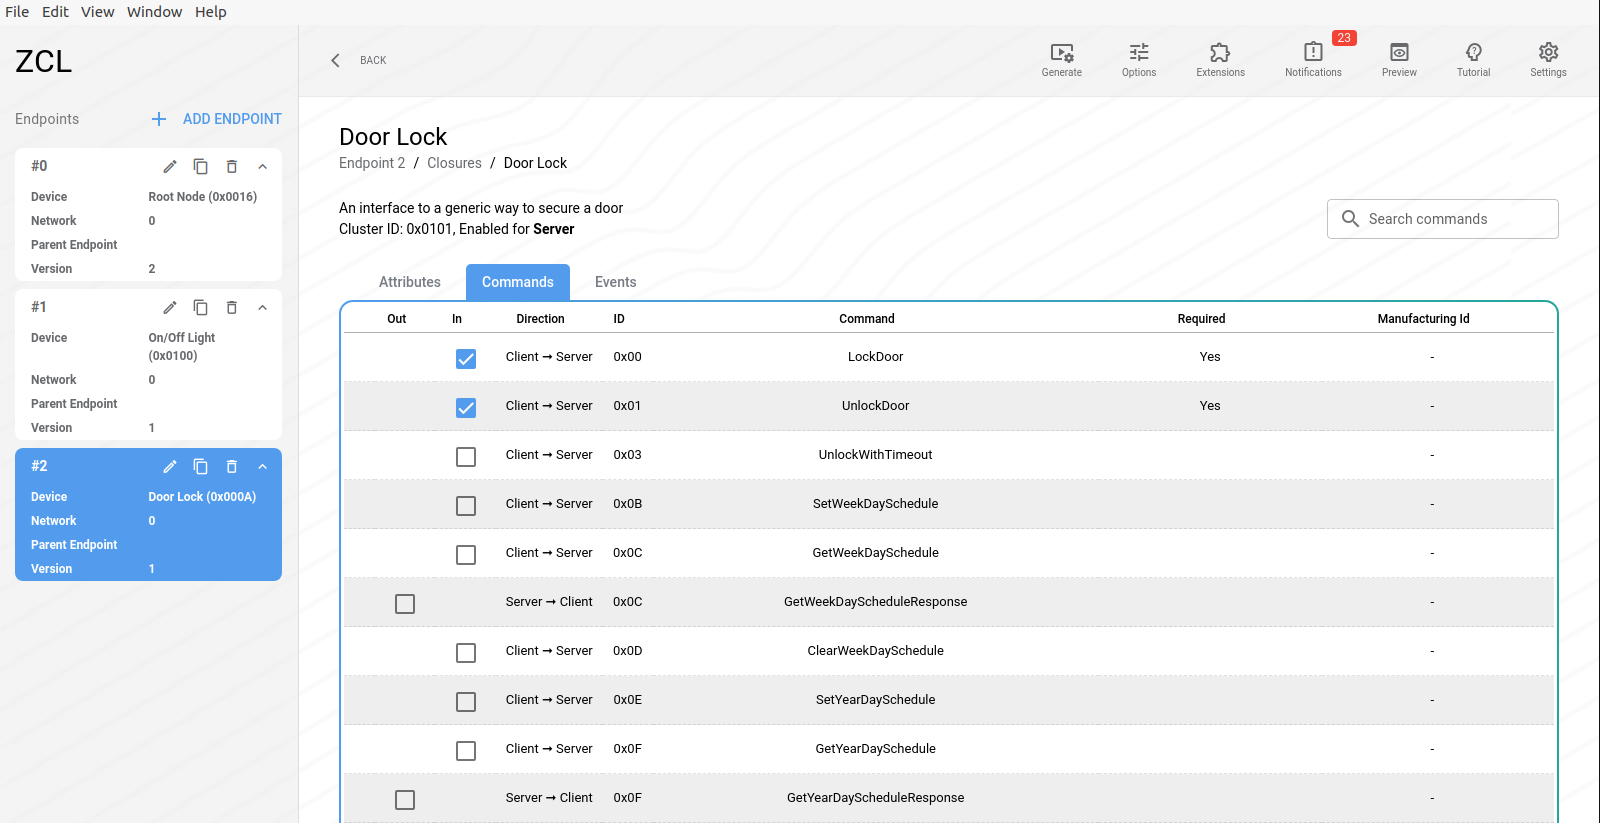 File Edit View Window Help
ZCL
Endpoints ADD ENDPOINT
#0
Device Root Node (0x0016)
Network 0
Parent Endpoint
Version 2
#1
Device On/Off Light
(0x0100)
Network 0
Parent Endpoint
Version 1
#2
Device Door Lock (0x000A)
Network 0
Parent Endpoint
Version 1
BACK
23
Generate Options Extensions Notifications Preview Tutorial Settings
Door Lock
Endpoint 2 / Closures / Door Lock
An interface to a generic way to secure a door
Cluster ID: 0x0101, Enabled for Server
Search commands
Attributes Commands Events
Out In Direction ID Command Required Manufacturing Id
Client → Server 0x00 LockDoor Yes -
Client → Server 0x01 UnlockDoor Yes -
Client → Server 0x03 UnlockWithTimeout -
Client → Server 0x0B SetWeekDaySchedule -
Client → Server 0x0C GetWeekDaySchedule -
Server → Client 0x0C GetWeekDayScheduleResponse -
Client → Server 0x0D ClearWeekDaySchedule -
Client → Server 0x0E SetYearDaySchedule -
Client → Server 0x0F GetYearDaySchedule -
Server → Client 0x0F GetYearDayScheduleResponse -